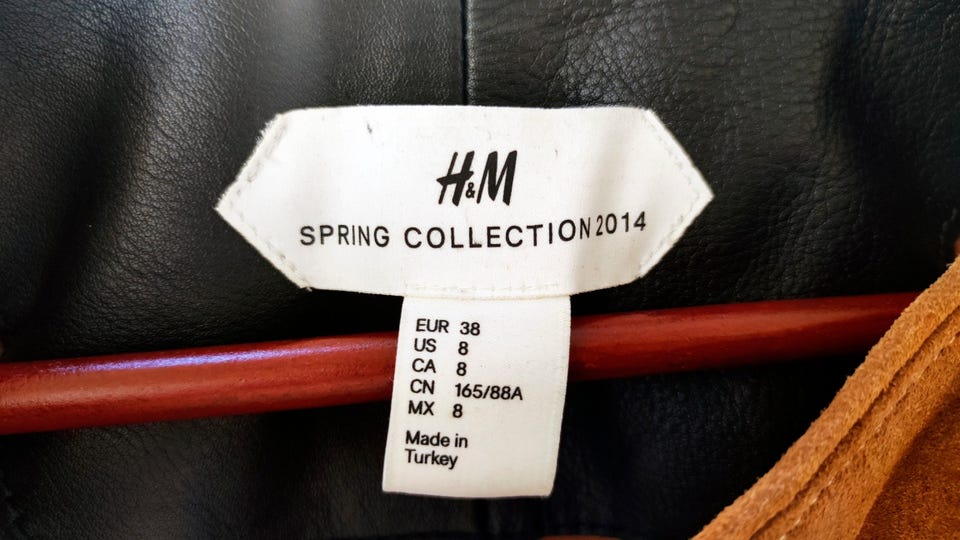 H&M
SPRING COLLECTION 2014
EUR 38
US 8
CA 8
CN 165/88A
MX 8
Made in
Turkey